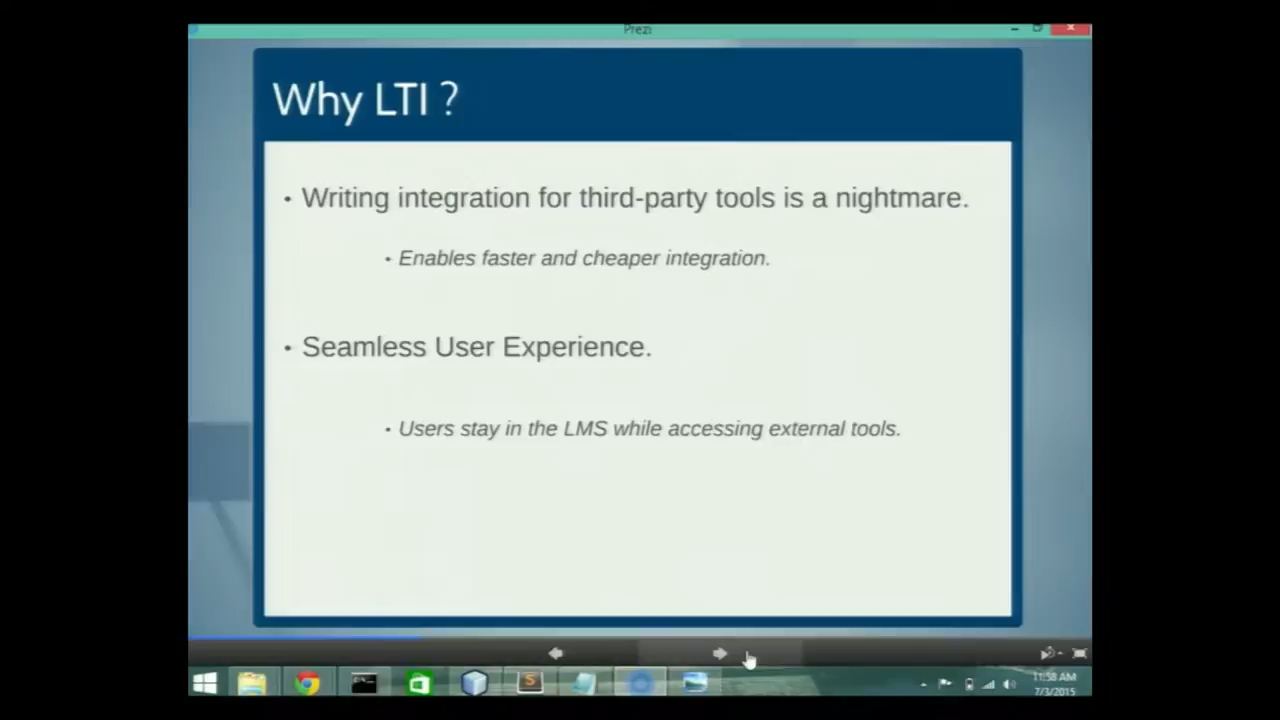 Prezi
Why LTI ?
• Writing integration for third-party tools is a nightmare.
• Enables faster and cheaper integration.
• Seamless User Experience.
• Users stay in the LMS while accessing external tools.
S
11:58 AM
7/3/2015